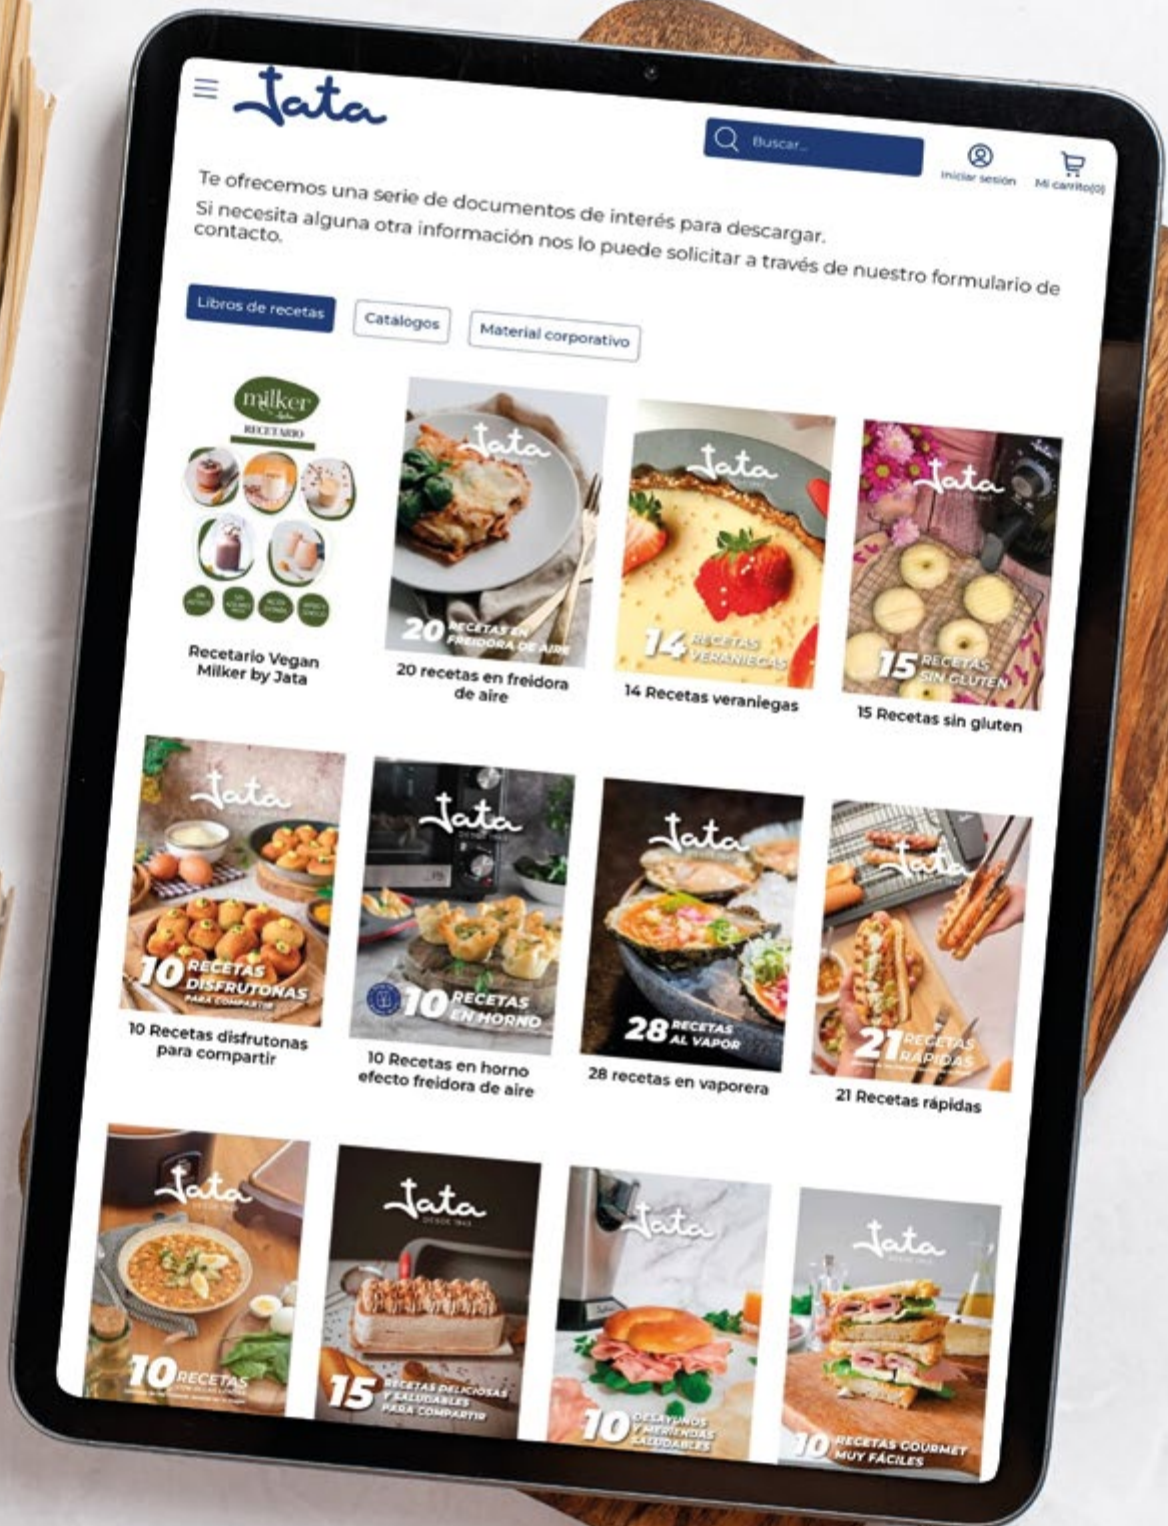 Jata
Buscar...
Iniciar sesión
Mi carrito(0)
Te ofrecemos una serie de documentos de interés para descargar.
Si necesita alguna otra información nos lo puede solicitar a través de nuestro formulario de
contacto.
Libros de recetas
Catálogos
Material corporativo
milker
RECETARIO
Recetario Vegan
Milker by Jata
Jata
20 RECETAS EN
FREIDORA DE AIRE
20 recetas en freidora
de aire
Jata
14 RECETAS
VERANIEGAS
14 Recetas veraniegas
Jata
15 RECETAS
SIN GLUTEN
15 Recetas sin gluten
Jata
10 RECETAS
DISFRUTONAS
PARA COMPARTIR
10 Recetas disfrutonas
para compartir
Jata
10 RECETAS
EN HORNO
10 Recetas en horno
efecto freidora de aire
Jata
28 RECETAS
AL VAPOR
28 recetas en vaporera
Jata
21 RECETAS
RÁPIDAS
21 Recetas rápidas
Jata
DESDE 1943
10 RECETAS
Jata
DESDE 1943
15 RECETAS DELICIOSAS
Y SALUDABLES
PARA COMPARTIR
Jata
10 DESAYUNOS
Y MERIENDAS
SALUDABLES
Jata
10 RECETAS GOURMET
MUY FÁCILES